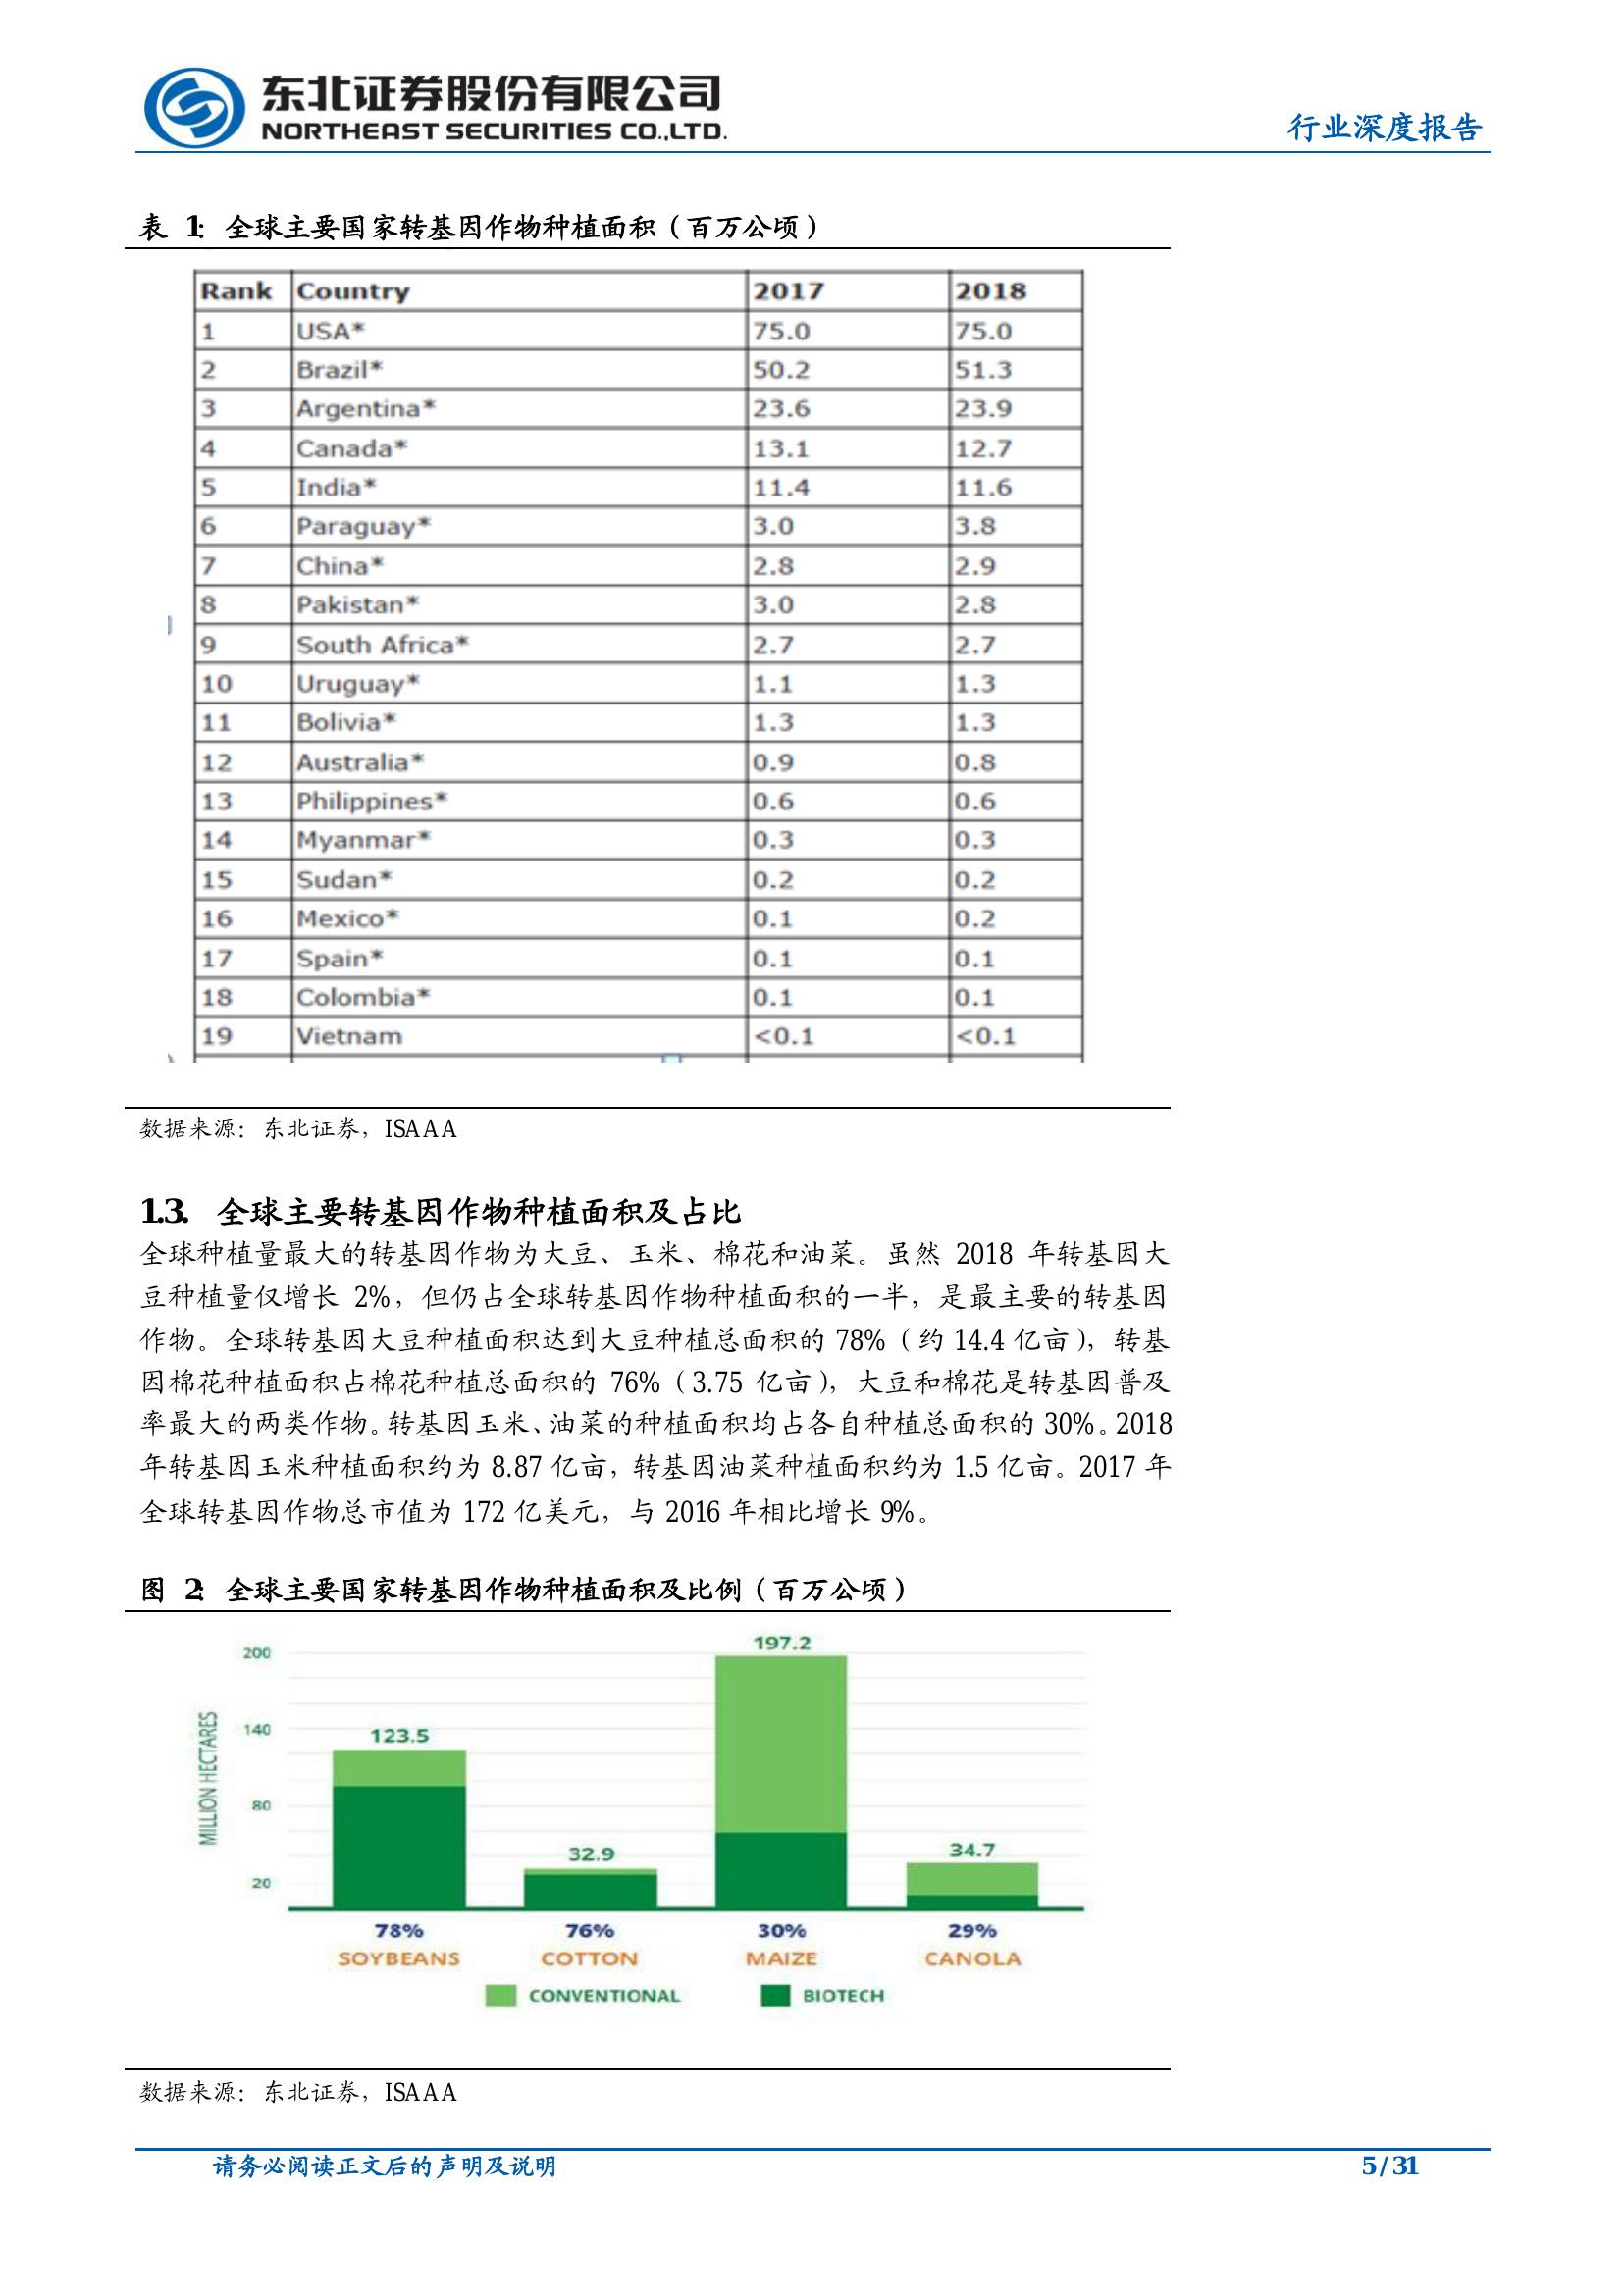 东北证券股份有限公司
NORTHEAST SECURITIES CO.,LTD.
行业深度报告
表 1: 全球主要国家转基因作物种植面积（百万公顷）
Rank Country 2017 2018
1 USA* 75.0 75.0
2 Brazil* 50.2 51.3
3 Argentina* 23.6 23.9
4 Canada* 13.1 12.7
5 India* 11.4 11.6
6 Paraguay* 3.0 3.8
7 China* 2.8 2.9
8 Pakistan* 3.0 2.8
9 South Africa* 2.7 2.7
10 Uruguay* 1.1 1.3
11 Bolivia* 1.3 1.3
12 Australia* 0.9 0.8
13 Philippines* 0.6 0.6
14 Myanmar* 0.3 0.3
15 Sudan* 0.2 0.2
16 Mexico* 0.1 0.2
17 Spain* 0.1 0.1
18 Colombia* 0.1 0.1
19 Vietnam <0.1 <0.1
数据来源：东北证券，ISAAA
1.3. 全球主要转基因作物种植面积及占比
全球种植量最大的转基因作物为大豆、玉米、棉花和油菜。虽然 2018 年转基因大
豆种植量仅增长 2%，但仍占全球转基因作物种植面积的一半，是最主要的转基因
作物。全球转基因大豆种植面积达到大豆种植总面积的 78%（约 14.4 亿亩），转基
因棉花种植面积占棉花种植总面积的 76%（3.75 亿亩），大豆和棉花是转基因普及
率最大的两类作物。转基因玉米、油菜的种植面积均占各自种植总面积的 30%。2018
年转基因玉米种植面积约为 8.87 亿亩，转基因油菜种植面积约为 1.5 亿亩。2017 年
全球转基因作物总市值为 172 亿美元，与 2016 年相比增长 9%。
图 2: 全球主要国家转基因作物种植面积及比例（百万公顷）
MILLION HECTARES
200
140
80
20
123.5 32.9 197.2 34.7
78% 76% 30% 29%
SOYBEANS COTTON MAIZE CANOLA
CONVENTIONAL BIOTECH
数据来源：东北证券，ISAAA
请务必阅读正文后的声明及说明 5 / 31